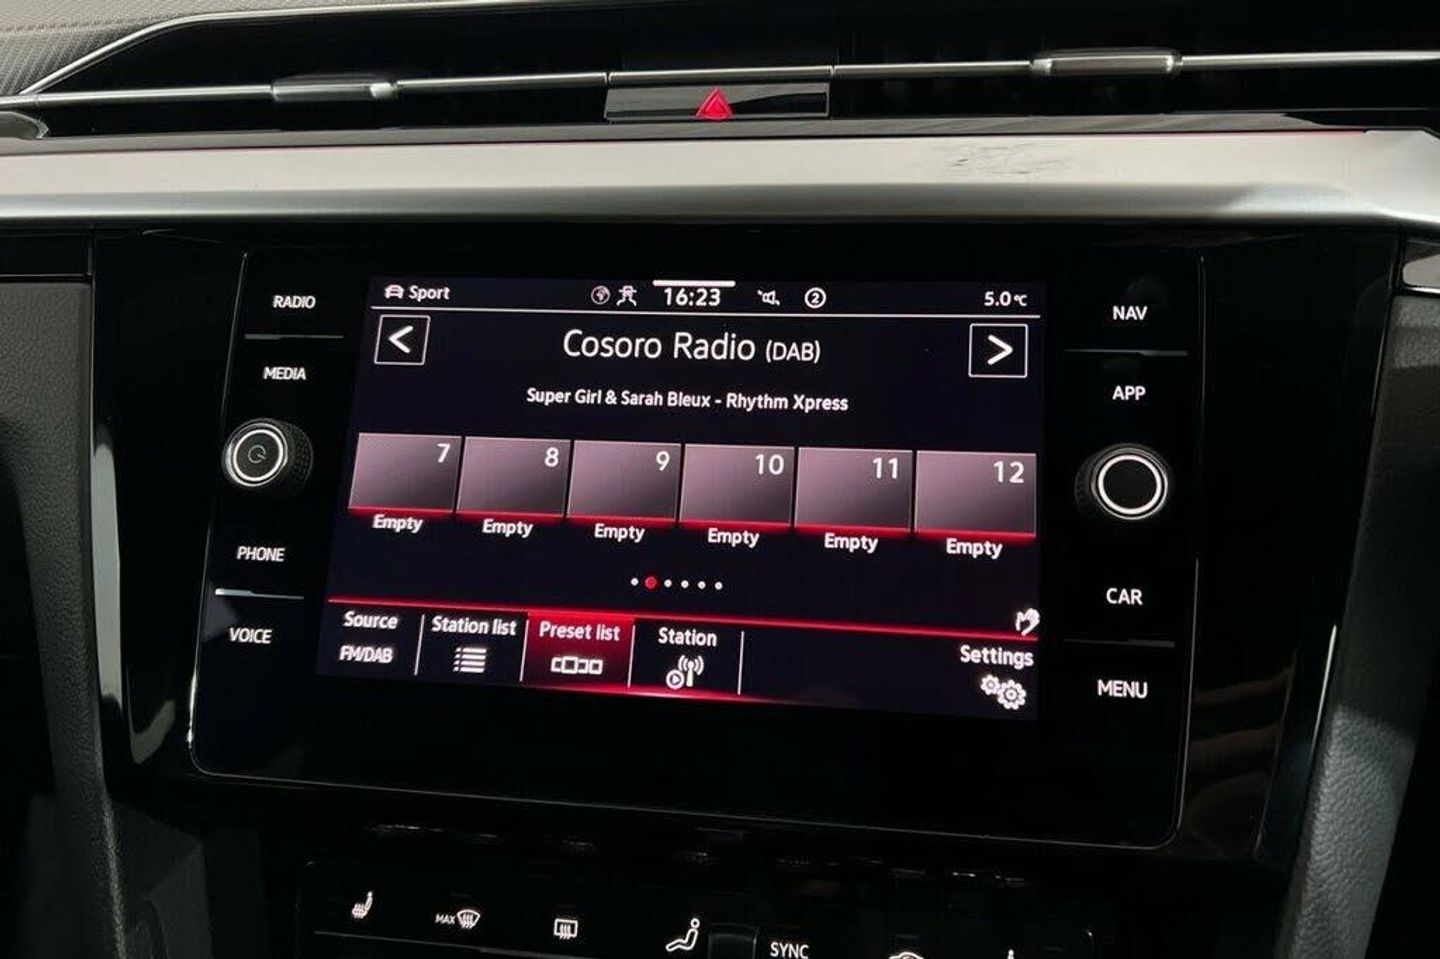 Sport 16:23 2 5.0°C
RADIO
NAV
< Cosoro Radio (DAB) >
MEDIA
APP
Super Girl & Sarah Bleux - Rhythm Xpress
7 8 9 10 11 12
Empty Empty Empty Empty Empty Empty
PHONE
CAR
VOICE
Source Station list Preset list Station Settings
FM/DAB
MENU
MAX
SYNC